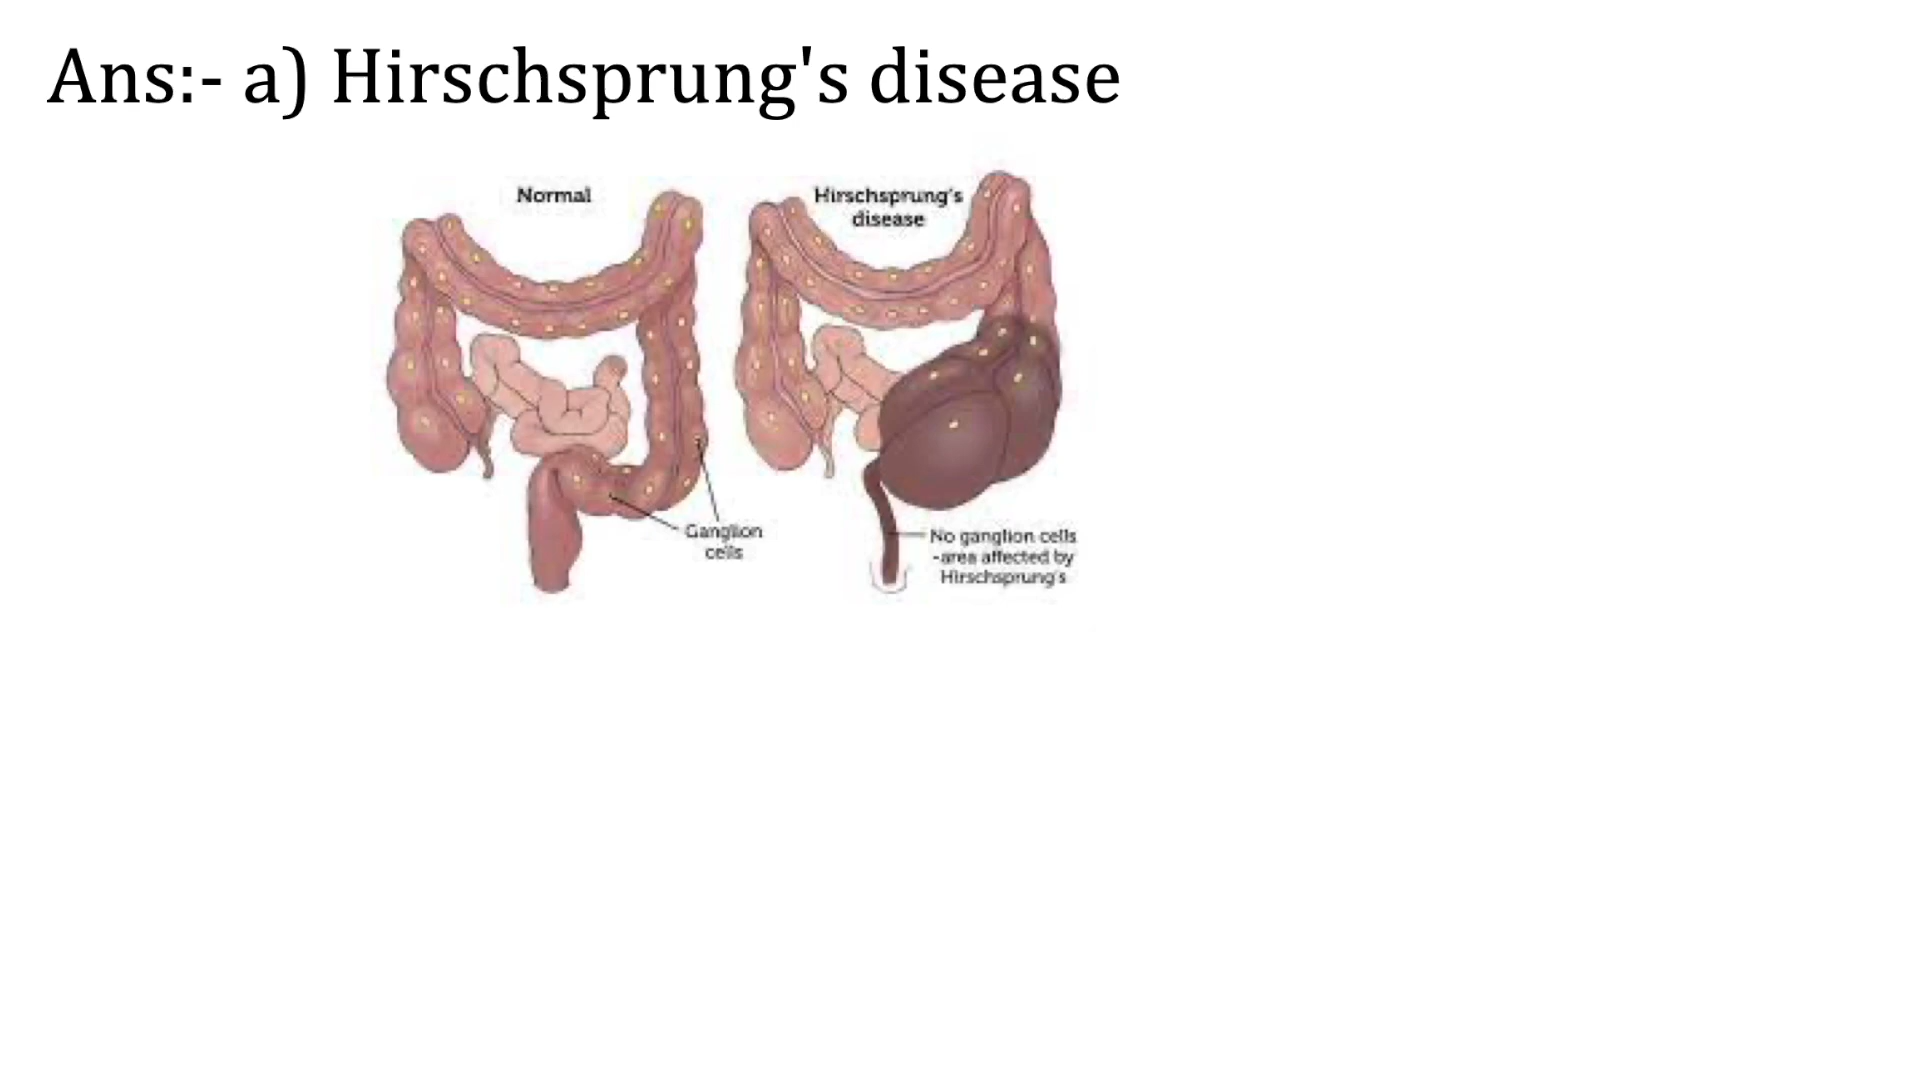 Ans:- a) Hirschsprung's disease
Normal
Hirschsprung's
disease
Ganglion
cells
No ganglion cells
-area affected by
Hirschsprung's